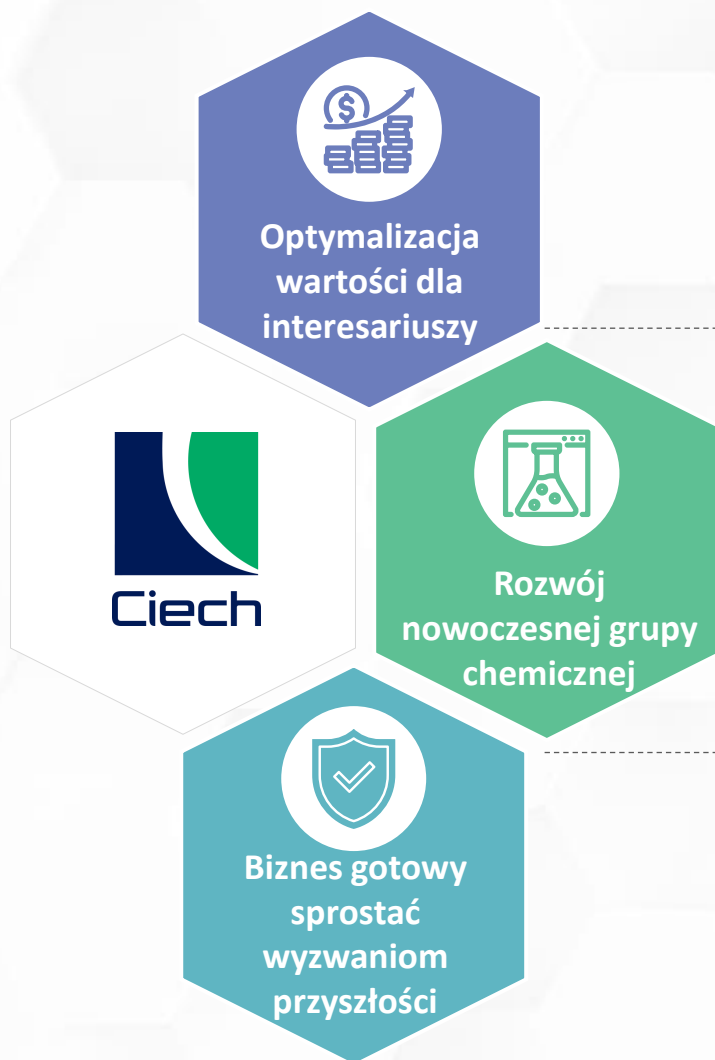 Optymalizacja
wartości dla
interesariuszy
Ciech
Rozwój
nowoczesnej grupy
chemicznej
Biznes gotowy
sprostać
wyzwaniom
przyszłości